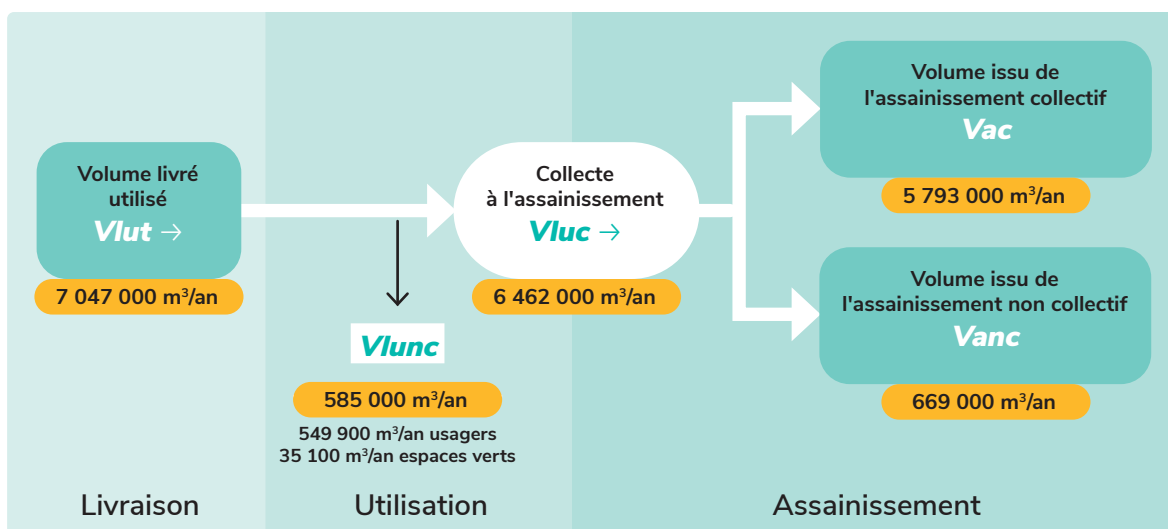 Volume livré
utilisé
Vlut →
7 047 000 m³/an
Vlunc
585 000 m³/an
549 900 m³/an usagers
35 100 m³/an espaces verts
Collecte
à l'assainissement
Vluc →
6 462 000 m³/an
Volume issu de
l'assainissement collectif
Vac
5 793 000 m³/an
Volume issu de
l'assainissement non collectif
Vanc
669 000 m³/an
Livraison
Utilisation
Assainissement